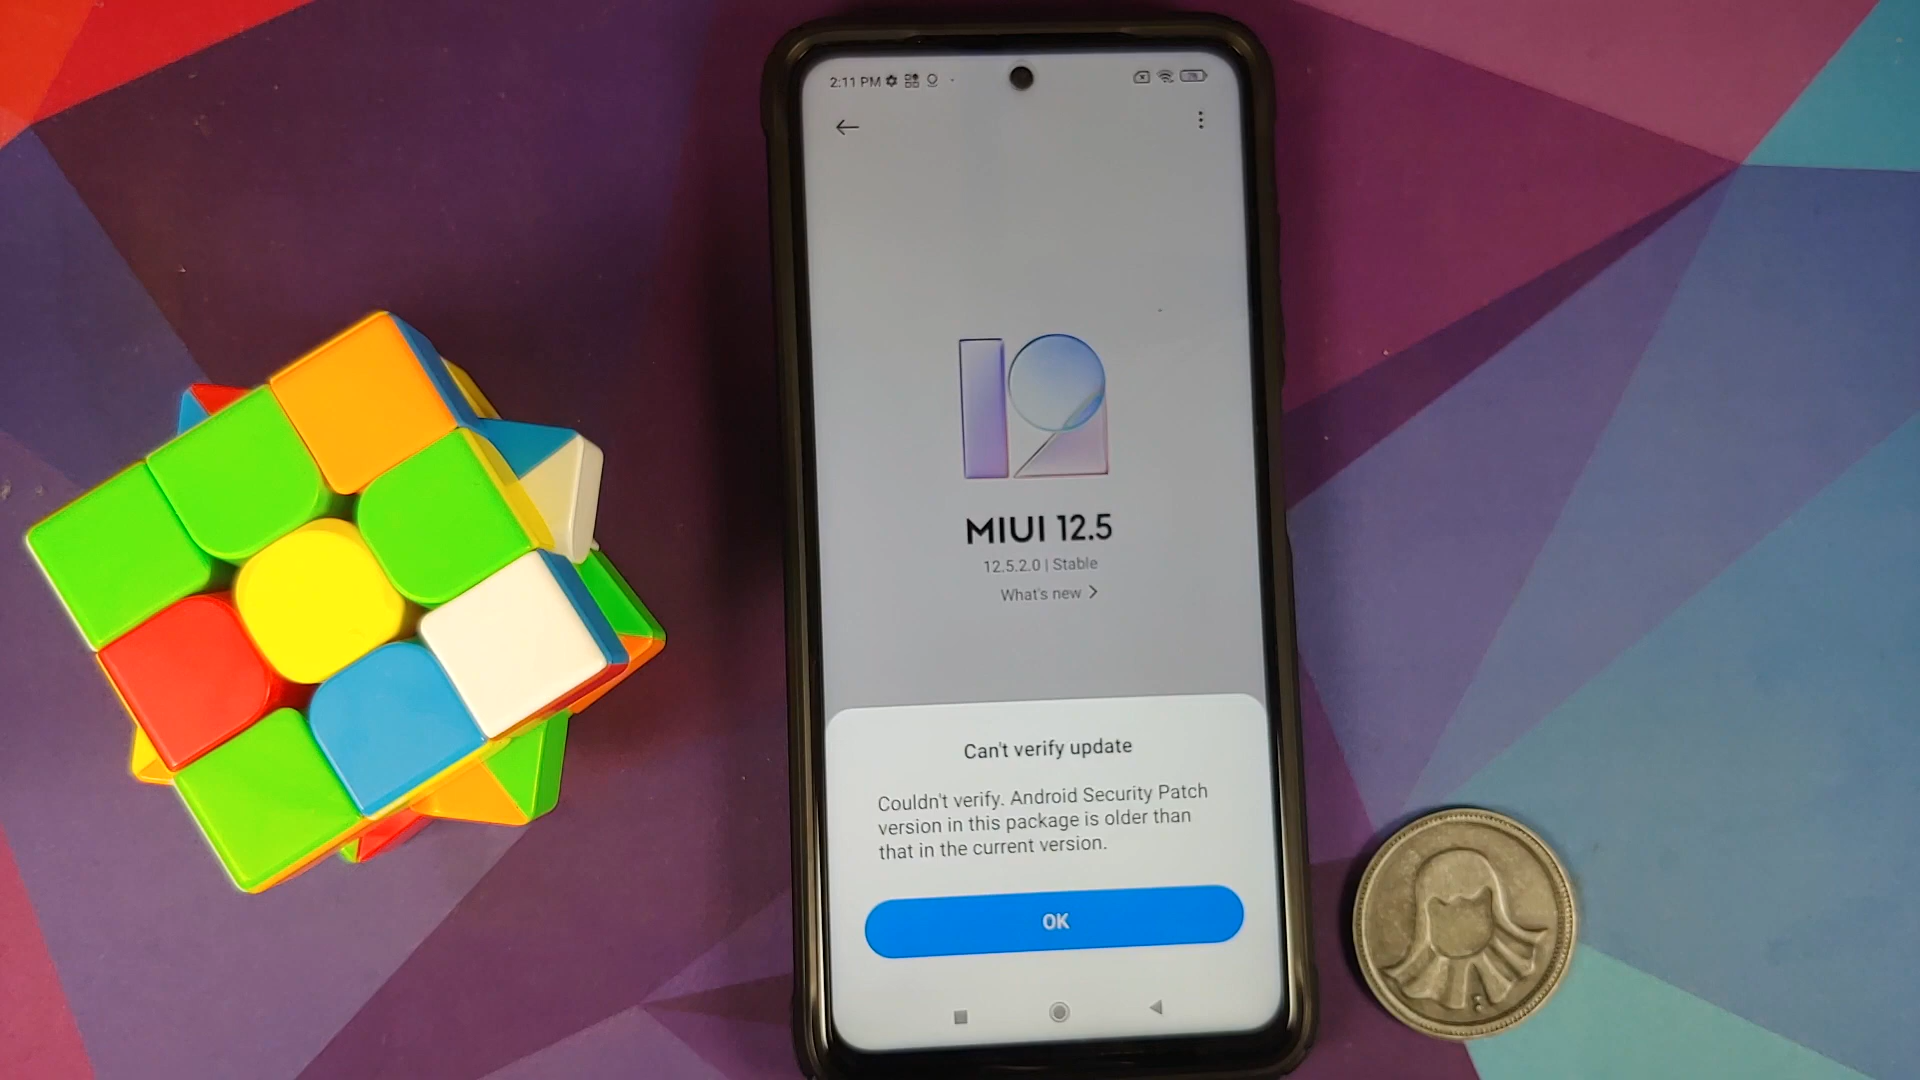 2:11 PM
MIUI 12.5
12.5.2.0 | Stable
What's new >
Can't verify update
Couldn't verify. Android Security Patch
version in this package is older than
that in the current version.
OK